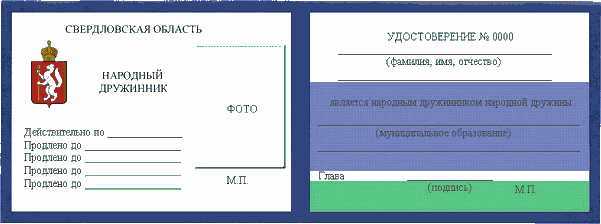 СВЕРДЛОВСКАЯ ОБЛАСТЬ
НАРОДНЫЙ
ДРУЖИННИК
ФОТО
Действительно по
Продлено до
Продлено до
Продлено до
Продлено до
М.П.
УДОСТОВЕРЕНИЕ № 0000
(фамилия, имя, отчество)
является народным дружинником народной дружины
(муниципальное образование)
Глава
(подпись)
М.П.